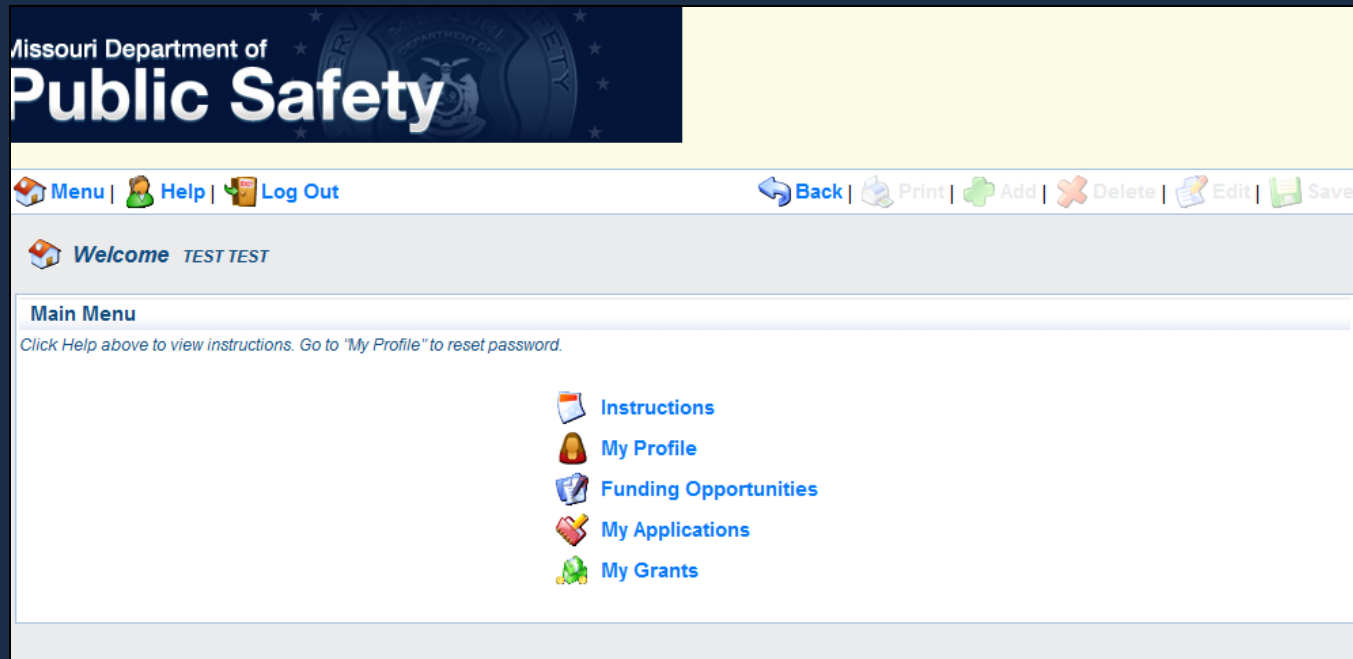 Missouri Department of
Public Safety
Menu | Help | Log Out
Back | Print | Add | Delete | Edit | Save
Welcome TEST TEST
Main Menu
Click Help above to view instructions. Go to "My Profile" to reset password.
Instructions
My Profile
Funding Opportunities
My Applications
My Grants